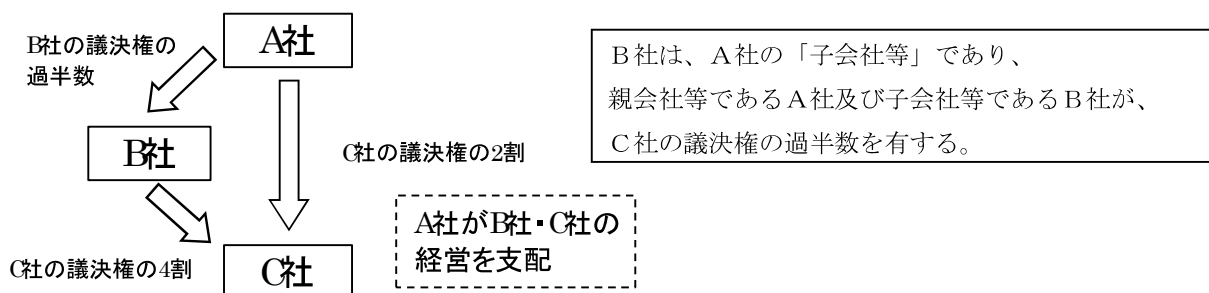 B社の議決権の
過半数
A社
B社
C社の議決権の2割
A社がB社・C社の
経営を支配
C社の議決権の4割
C社
B社は、A社の「子会社等」であり、
親会社等であるA社及び子会社等であるB社が、
C社の議決権の過半数を有する。